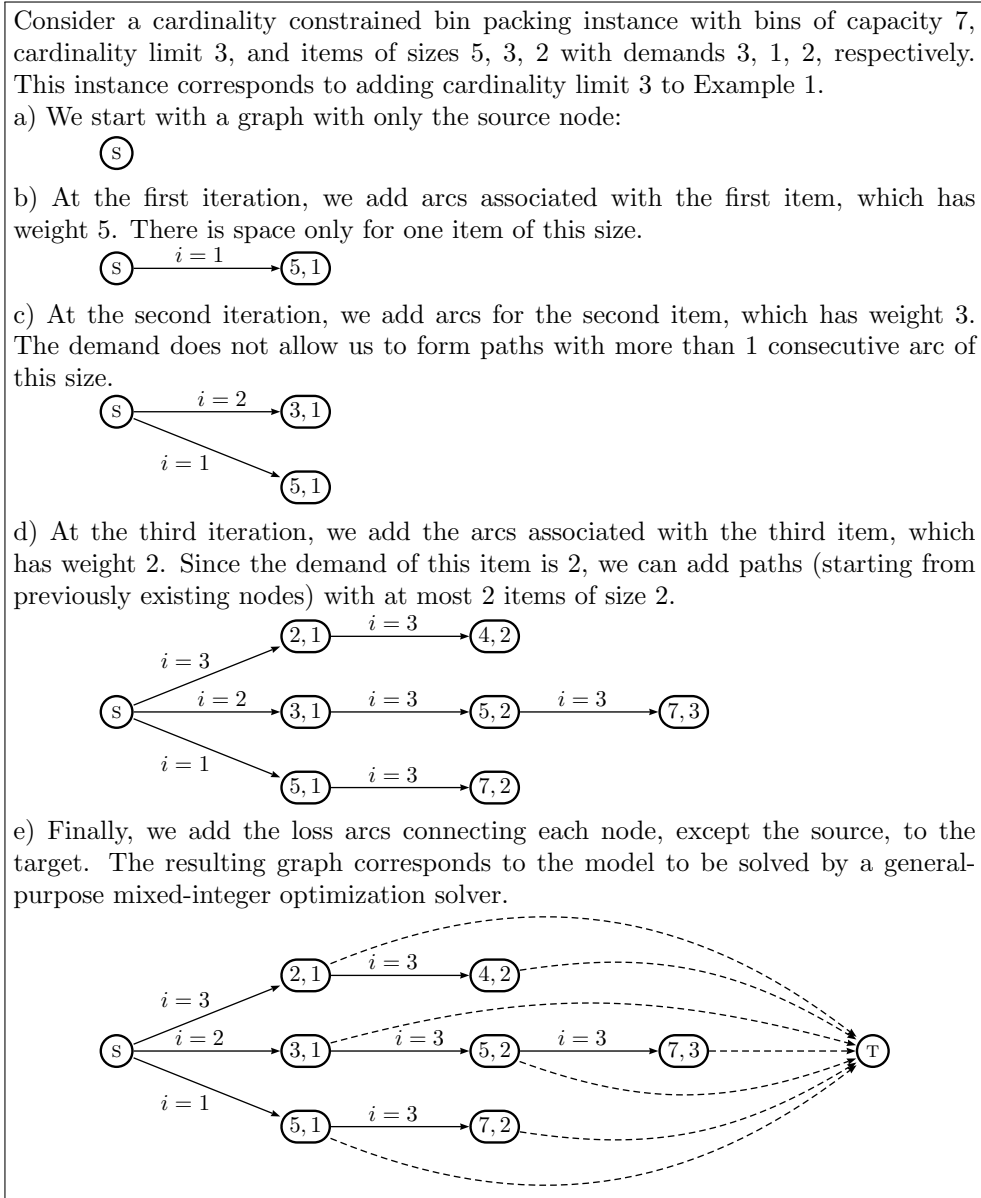 Consider a cardinality constrained bin packing instance with bins of capacity 7,
cardinality limit 3, and items of sizes 5, 3, 2 with demands 3, 1, 2, respectively.
This instance corresponds to adding cardinality limit 3 to Example 1.
a) We start with a graph with only the source node:
S
b) At the first iteration, we add arcs associated with the first item, which has
weight 5. There is space only for one item of this size.
i = 1
S 5, 1
c) At the second iteration, we add arcs for the second item, which has weight 3.
The demand does not allow us to form paths with more than 1 consecutive arc of
this size.
i = 2
S 3, 1
i = 1
5, 1
d) At the third iteration, we add the arcs associated with the third item, which
has weight 2. Since the demand of this item is 2, we can add paths (starting from
previously existing nodes) with at most 2 items of size 2.
i = 3
2, 1 4, 2
i = 3
i = 2 i = 3 i = 3
S 3, 1 5, 2 7, 3
i = 1
i = 3
5, 1 7, 2
e) Finally, we add the loss arcs connecting each node, except the source, to the
target. The resulting graph corresponds to the model to be solved by a general-
purpose mixed-integer optimization solver.
i = 3
2, 1 4, 2
i = 3
i = 2 i = 3 i = 3
S 3, 1 5, 2 7, 3 T
i = 1
i = 3
5, 1 7, 2